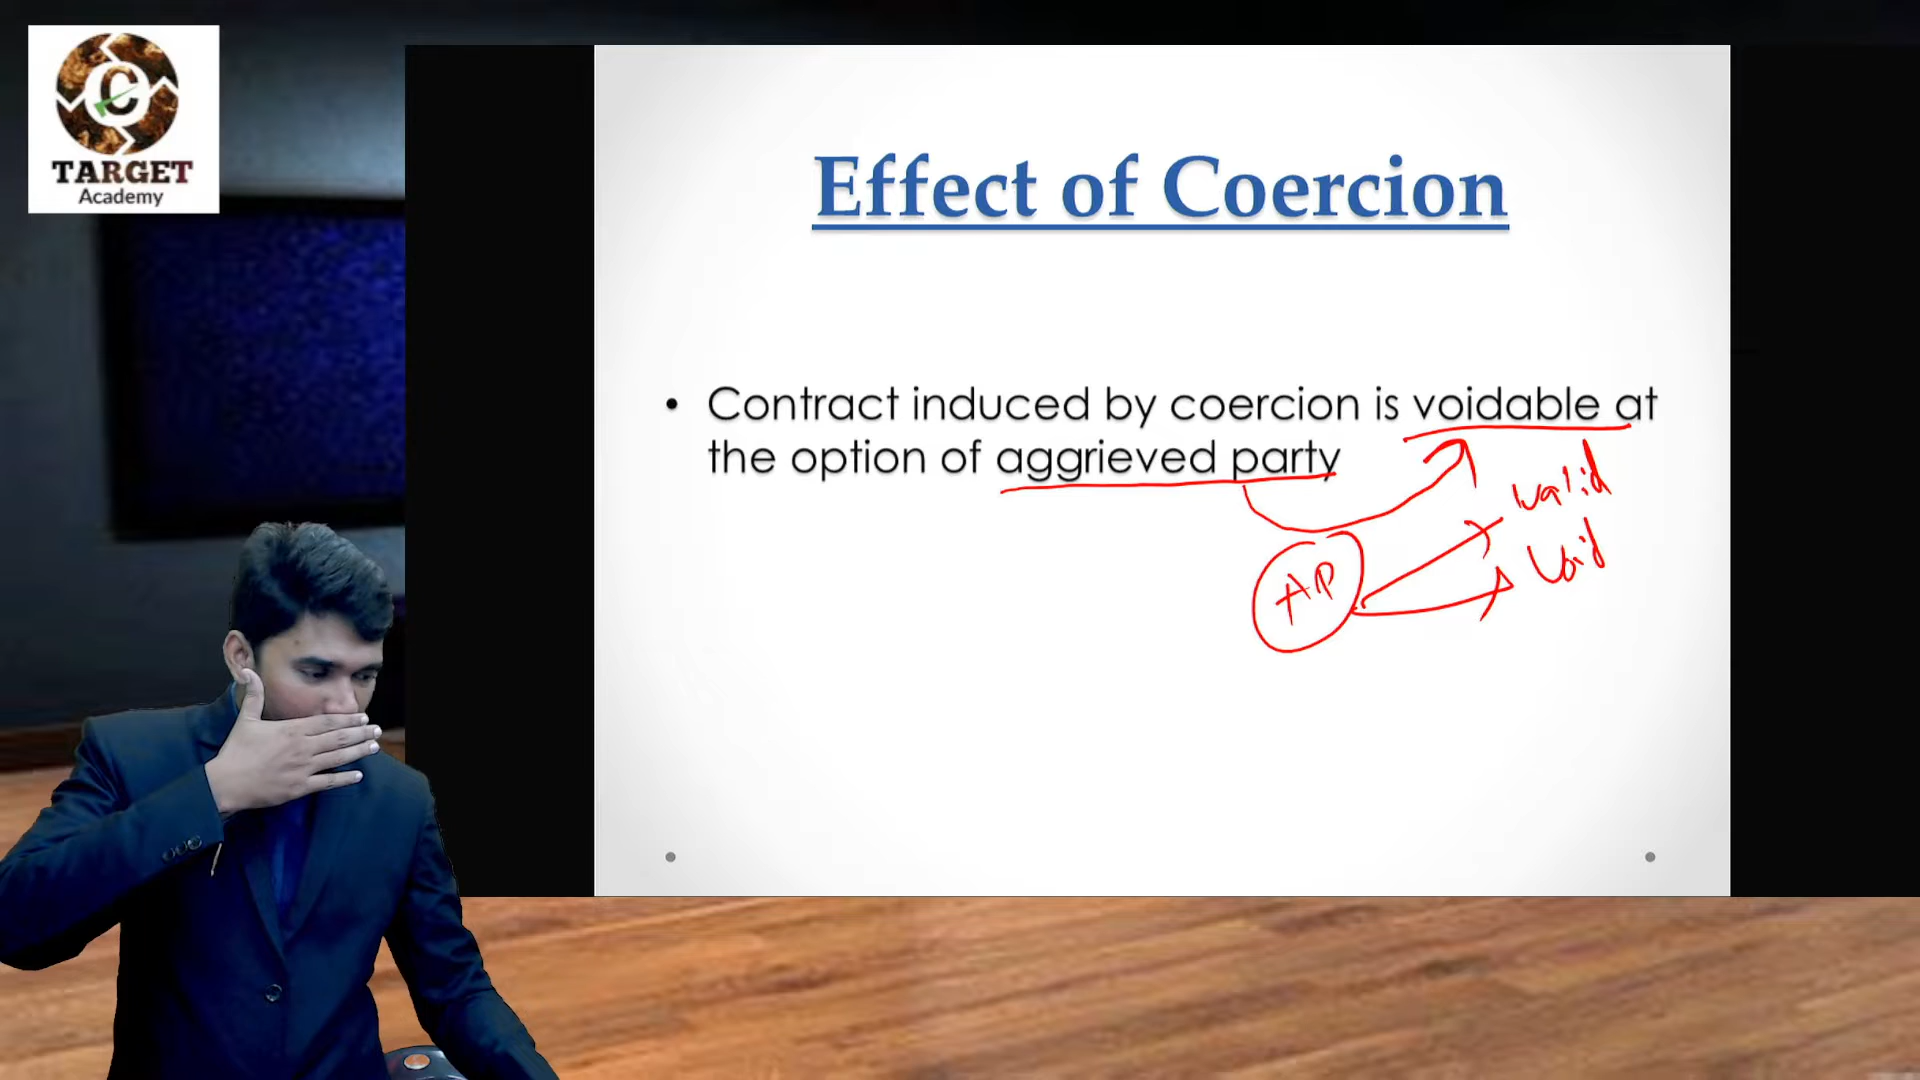 C
TARGET
Academy
Effect of Coercion
• Contract induced by coercion is voidable at
the option of aggrieved party
valid
Void
AP